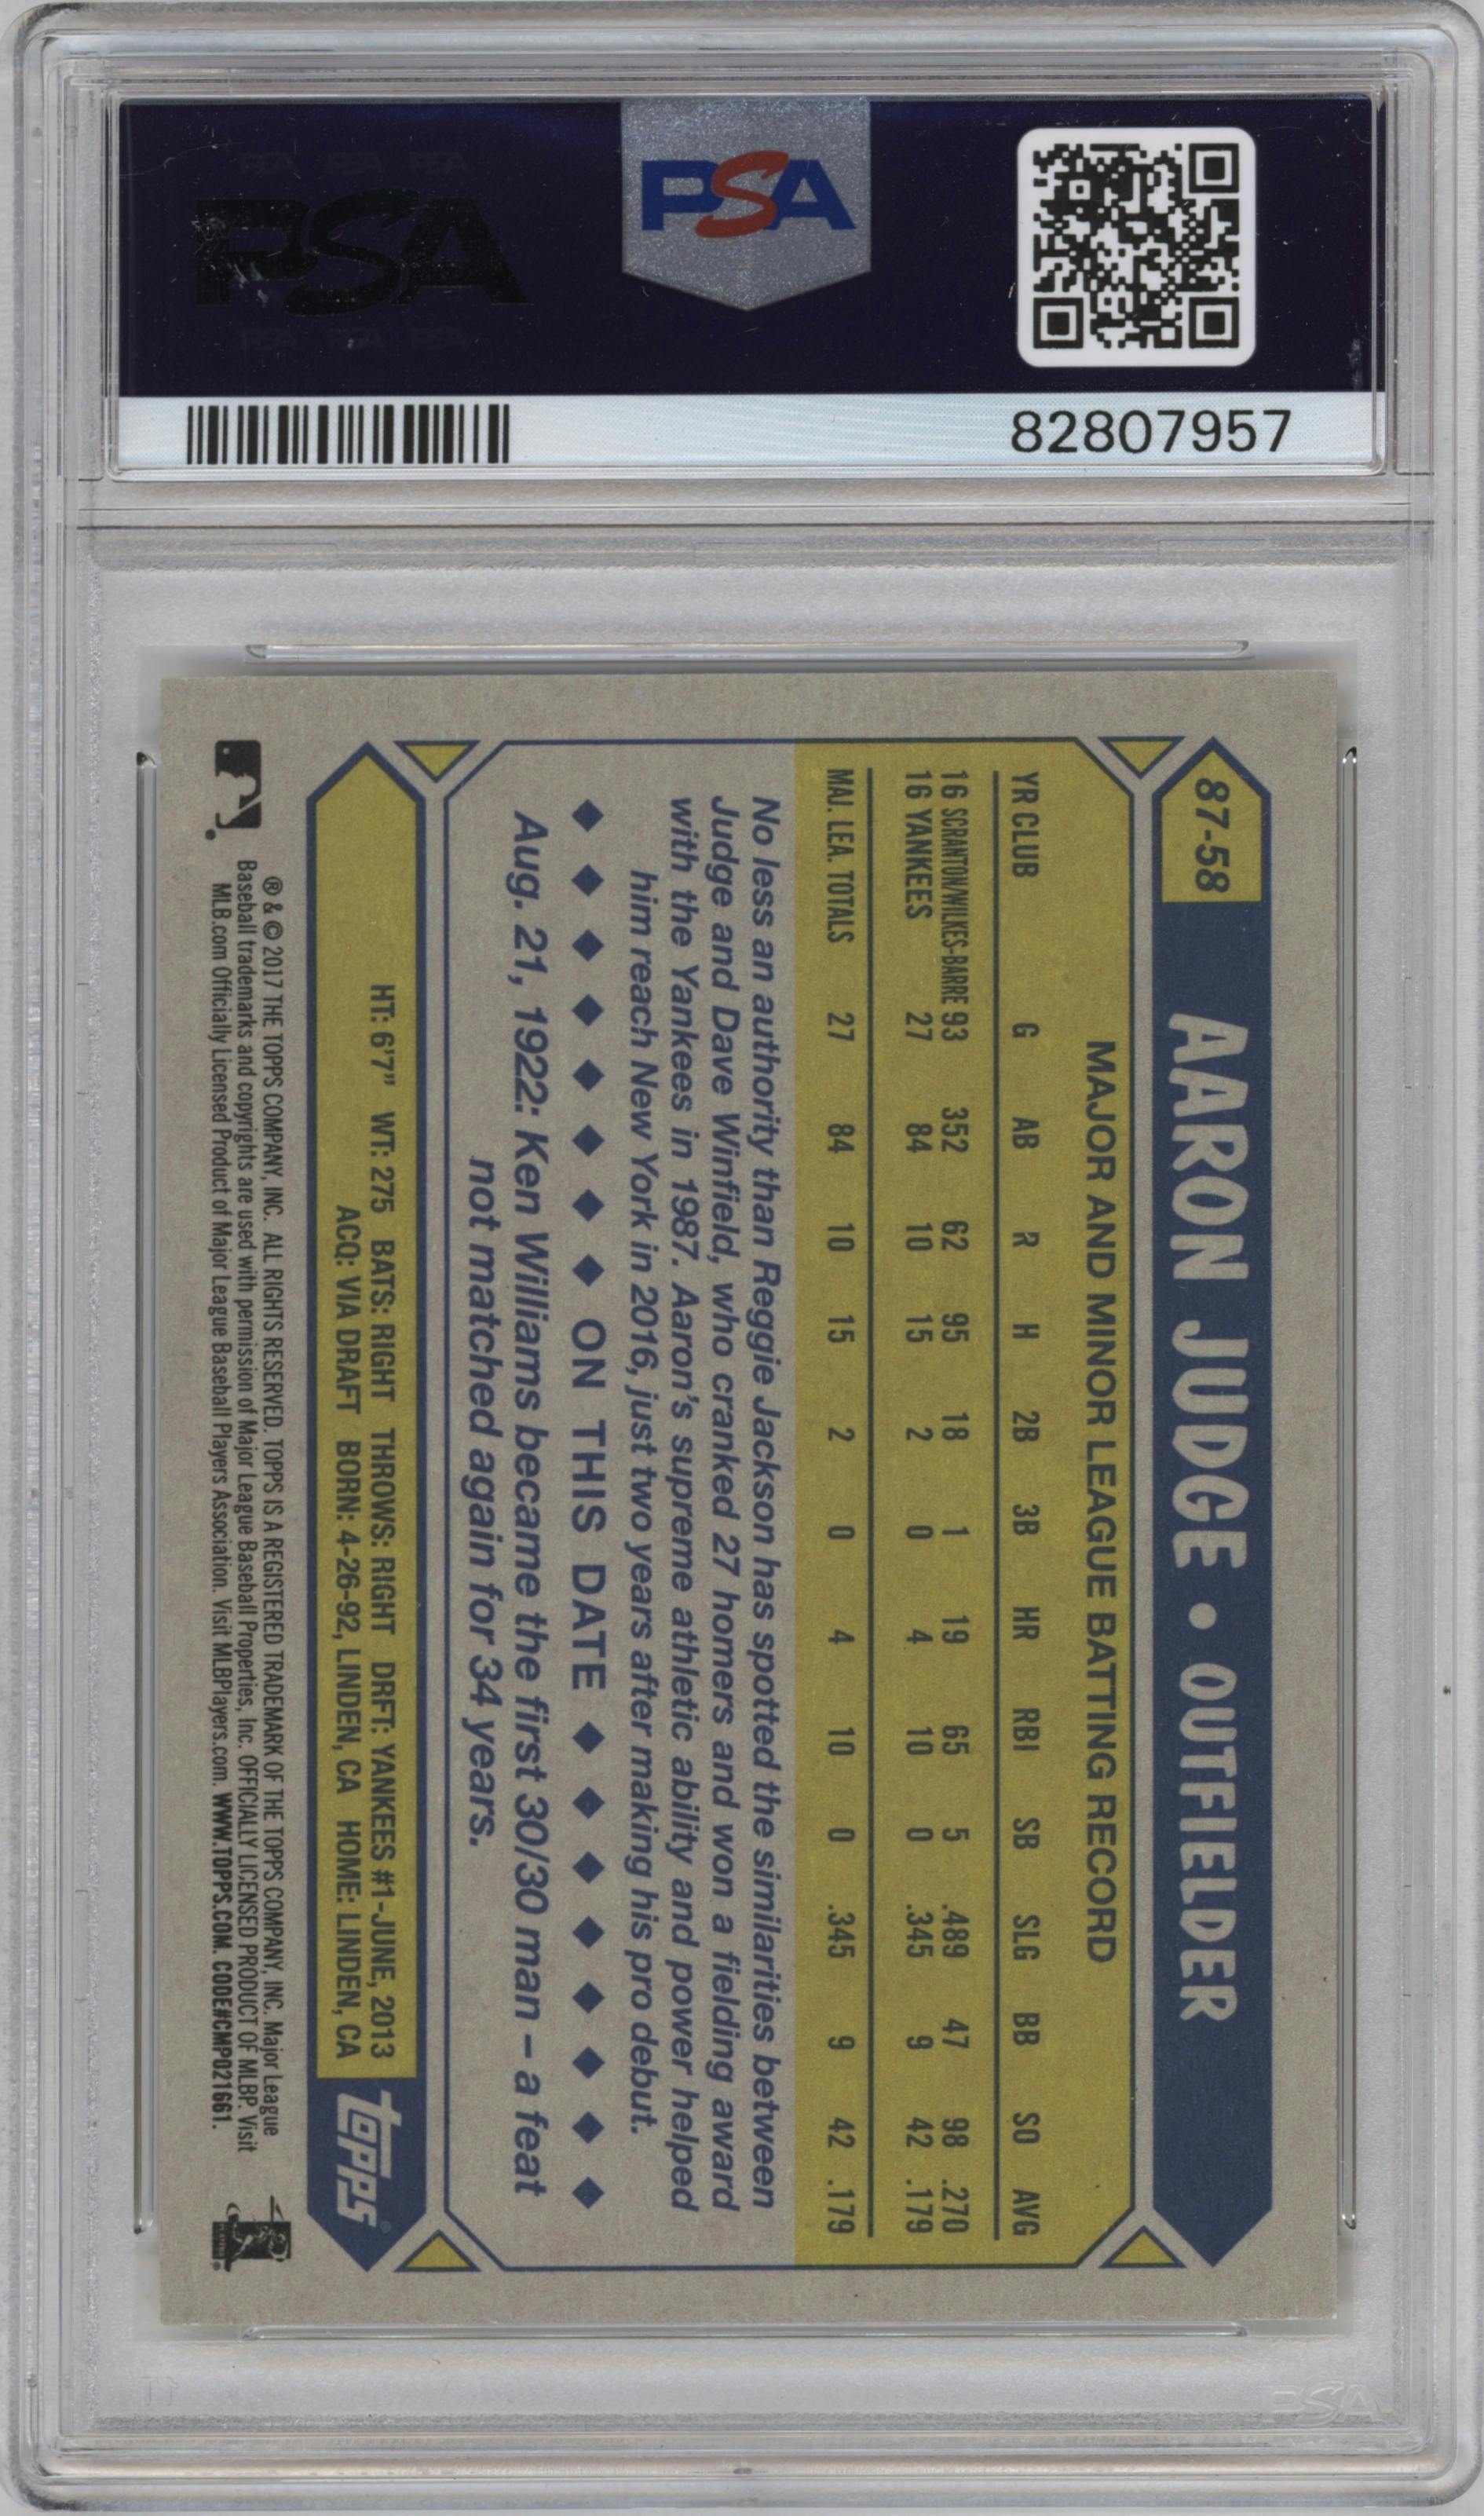 PSA
PSA
82807957
87-58 AARON JUDGE • OUTFIELDER
MAJOR AND MINOR LEAGUE BATTING RECORD
YR CLUB G AB R H 2B 3B HR RBI SB SLG BB SO AVG
16 SCRANTON/WILKES-BARRE 93 352 62 95 18 1 19 65 5 .489 47 98 .270
16 YANKEES 27 84 10 15 2 0 4 10 0 .345 9 42 .179
MAJ. LEA. TOTALS 27 84 10 15 2 0 4 10 0 .345 9 42 .179
No less an authority than Reggie Jackson has spotted the similarities between
Judge and Dave Winfield, who cranked 27 homers and won a fielding award
with the Yankees in 1987. Aaron's supreme athletic ability and power helped
him reach New York in 2016, just two years after making his pro debut.
◆ ◆ ◆ ◆ ◆ ◆ ◆ ◆ ON THIS DATE ◆ ◆ ◆ ◆ ◆ ◆ ◆ ◆
Aug. 21, 1922: Ken Williams became the first 30/30 man – a feat
not matched again for 34 years.
HT: 6'7" WT: 275 BATS: RIGHT THROWS: RIGHT DRFT: YANKEES #1-JUNE, 2013
ACQ: VIA DRAFT BORN: 4-26-92, LINDEN, CA HOME: LINDEN, CA
topps®
® & © 2017 THE TOPPS COMPANY, INC. ALL RIGHTS RESERVED. TOPPS IS A REGISTERED TRADEMARK OF THE TOPPS COMPANY, INC. Major League
Baseball trademarks and copyrights are used with permission of Major League Baseball Properties, Inc. OFFICIALLY LICENSED PRODUCT OF MLBP. Visit
MLB.com Officially Licensed Product of Major League Baseball Players Association. Visit MLBPlayers.com. WWW.TOPPS.COM. CODE#CMP021661.
PSA